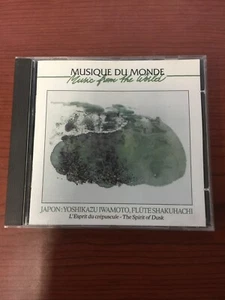 MUSIQUE DU MONDE
Music from the World
JAPON: YOSHIKAZU IWAMOTO, FLÛTE SHAKUHACHI
L'Esprit du crépuscule - The Spirit of Dusk